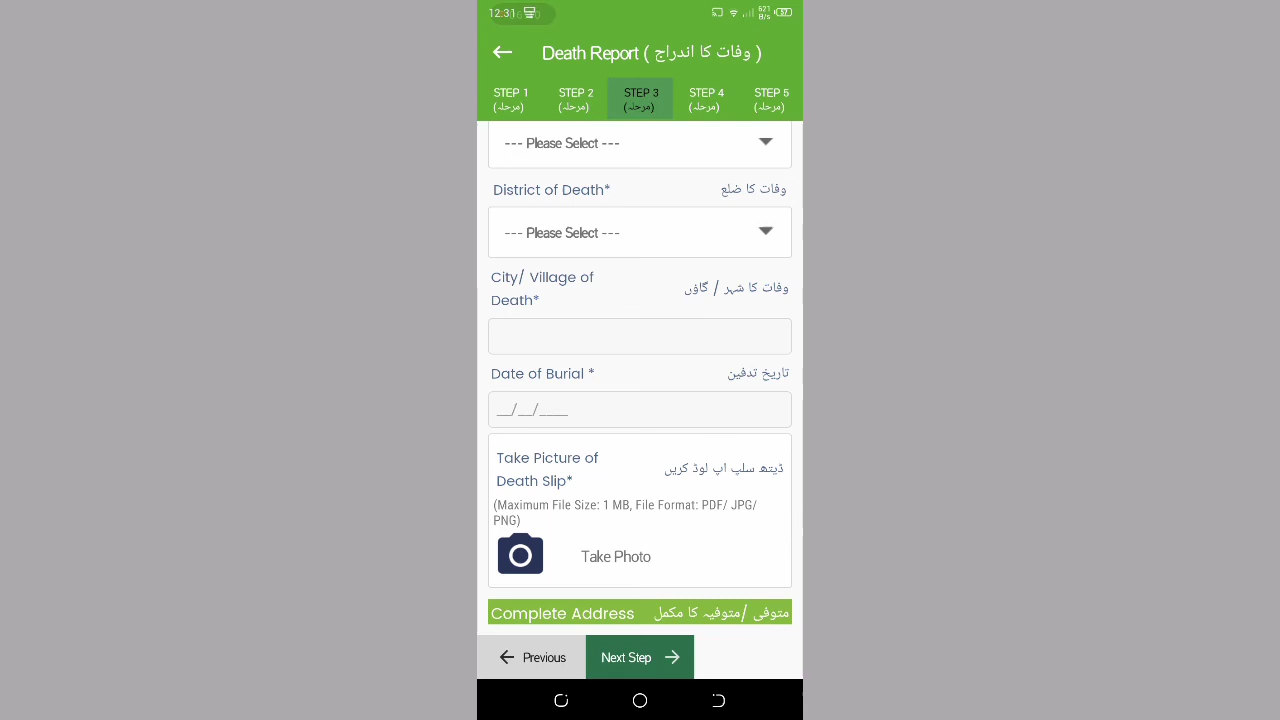 12:31
621 B/s
57
Death Report ( وفات کا اندراج )
STEP 1 STEP 2 STEP 3 STEP 4 STEP 5
(مرحلہ) (مرحلہ) (مرحلہ) (مرحلہ) (مرحلہ)
--- Please Select ---
District of Death* وفات کا ضلع
--- Please Select ---
City/ Village of
Death*
وفات کا شہر / گاؤں
Date of Burial * تاریخ تدفین
__/__/____
Take Picture of
Death Slip*
ڈیتھ سلپ اپ لوڈ کریں
(Maximum File Size: 1 MB, File Format: PDF/ JPG/
PNG)
Take Photo
Complete Address متوفی /متوفیہ کا مکمل
Previous Next Step